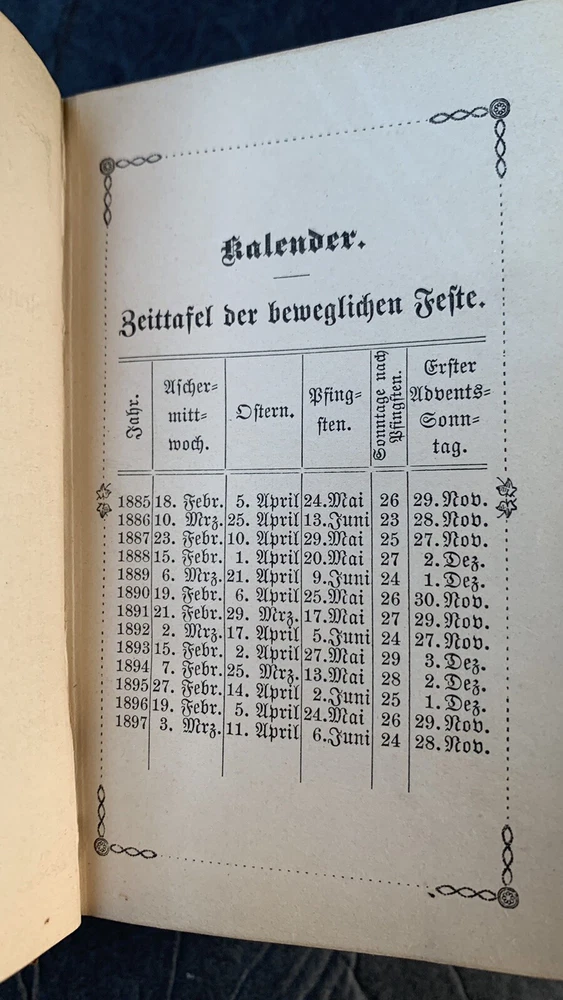 Kalender.
Zeittafel der beweglichen Feste.
Jahr. Ascher= Ostern. Pfing= Sonntage nach Erster
mitt= sten. Pfingsten. Advents=
woch. Sonn=
tag.
1885 18. Febr. 5. April 24. Mai 26 29. Nov.
1886 10. Mrz. 25. April 13. Juni 23 28. Nov.
1887 23. Febr. 10. April 29. Mai 25 27. Nov.
1888 15. Febr. 1. April 20. Mai 27 2. Dez.
1889 6. Mrz. 21. April 9. Juni 24 1. Dez.
1890 19. Febr. 6. April 25. Mai 26 30. Nov.
1891 21. Febr. 29. Mrz. 17. Mai 27 29. Nov.
1892 2. Mrz. 17. April 5. Juni 24 27. Nov.
1893 15. Febr. 2. April 27. Mai 29 3. Dez.
1894 7. Febr. 25. Mrz. 13. Mai 28 2. Dez.
1895 27. Febr. 14. April 2. Juni 25 1. Dez.
1896 19. Febr. 5. April 24. Mai 26 29. Nov.
1897 3. Mrz. 11. April 6. Juni 24 28. Nov.